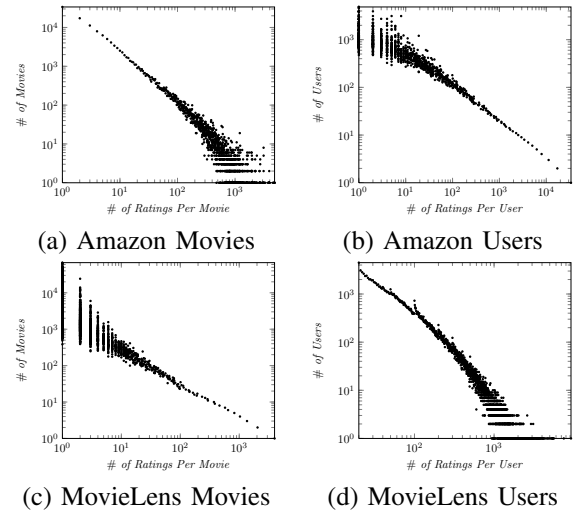 10^4
10^3
10^2
10^1
10^0
# of Movies
10^0 10^1 10^2 10^3
# of Ratings Per Movie
(a) Amazon Movies
10^3
10^2
10^1
10^0
# of Users
10^0 10^1 10^2 10^3 10^4
# of Ratings Per User
(b) Amazon Users
10^4
10^3
10^2
10^1
10^0
# of Movies
10^0 10^1 10^2 10^3
# of Ratings Per Movie
(c) MovieLens Movies
10^3
10^2
10^1
10^0
# of Users
10^2 10^3
# of Ratings Per User
(d) MovieLens Users